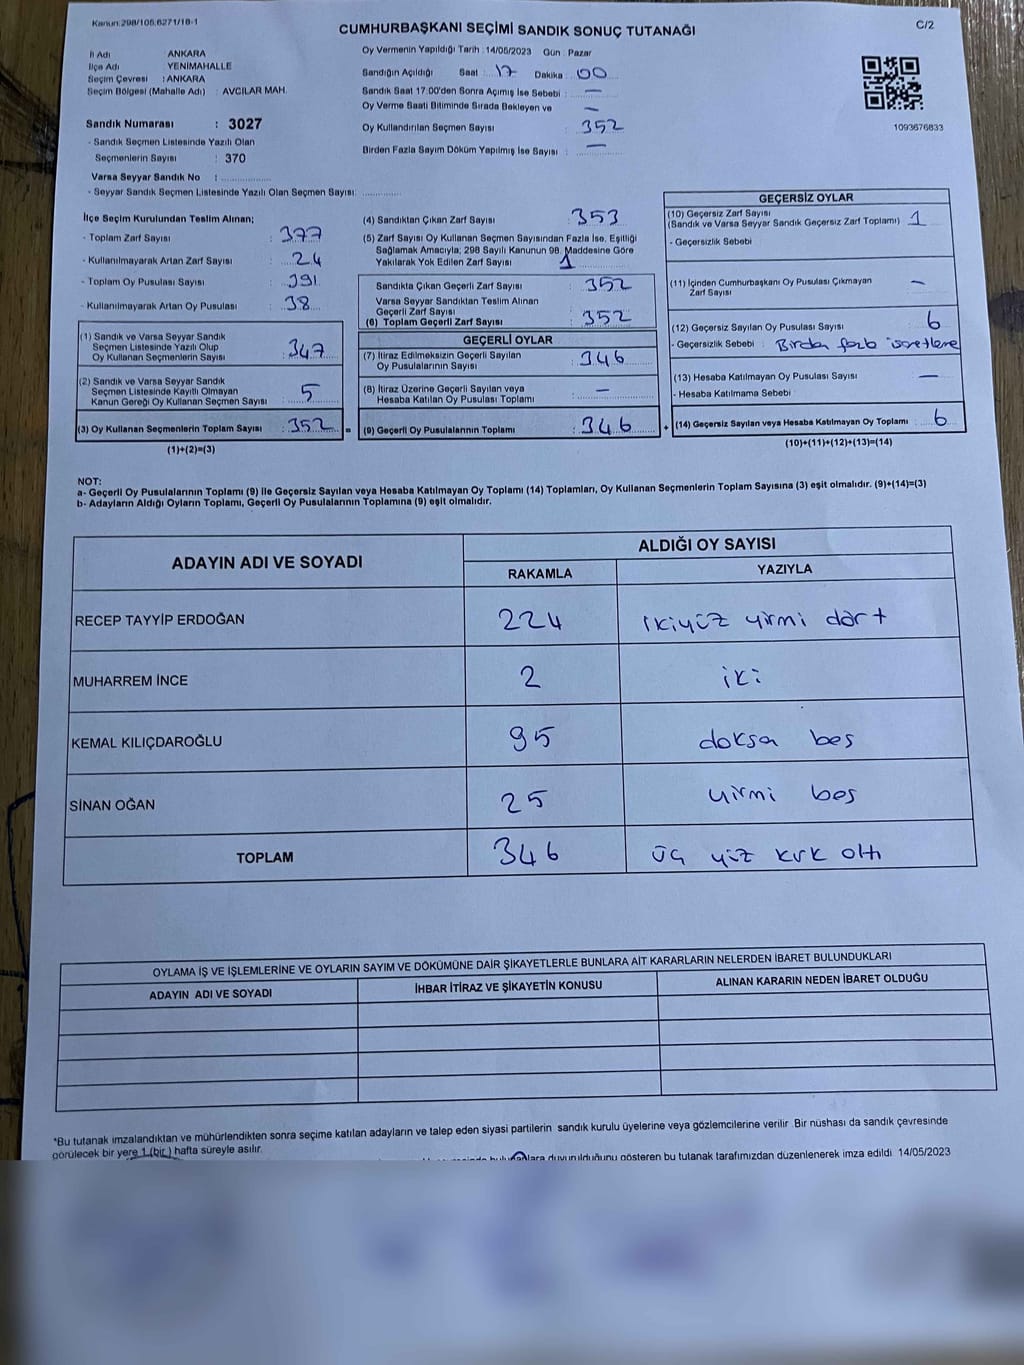 Kanun:298/105,6271/18-1
C/2
CUMHURBAŞKANI SEÇİMİ SANDIK SONUÇ TUTANAĞI
İl Adı : ANKARA
İlçe Adı : YENİMAHALLE
Seçim Çevresi : ANKARA
Seçim Bölgesi (Mahalle Adı) : AVCILAR MAH.
Sandık Numarası : 3027
- Sandık Seçmen Listesinde Yazılı Olan
Seçmenlerin Sayısı : 370
Varsa Seyyar Sandık No :
- Seyyar Sandık Seçmen Listesinde Yazılı Olan Seçmen Sayısı:
Oy Vermenin Yapıldığı Tarih : 14/05/2023 Gün : Pazar
Sandığın Açıldığı Saat : 17 Dakika : 00
Sandık Saat 17:00'den Sonra Açılmış İse Sebebi : —
Oy Verme Saati Bitiminde Sırada Bekleyen ve —
Oy Kullandırılan Seçmen Sayısı : 352
Birden Fazla Sayım Döküm Yapılmış İse Sayısı : —
1093676833
İlçe Seçim Kurulundan Teslim Alınan;
- Toplam Zarf Sayısı : 377
- Kullanılmayarak Artan Zarf Sayısı : 24
- Toplam Oy Pusulası Sayısı : 391
- Kullanılmayarak Artan Oy Pusulası : 38
(1) Sandık ve Varsa Seyyar Sandık
Seçmen Listesinde Yazılı Olup
Oy Kullanan Seçmenlerin Sayısı : 347
(2) Sandık ve Varsa Seyyar Sandık
Seçmen Listesinde Kayıtlı Olmayan
Kanun Gereği Oy Kullanan Seçmen Sayısı : 5
(3) Oy Kullanan Seçmenlerin Toplam Sayısı : 352 =
(1)+(2)=(3)
(4) Sandıktan Çıkan Zarf Sayısı : 353
(5) Zarf Sayısı Oy Kullanan Seçmen Sayısından Fazla İse, Eşitliği
Sağlamak Amacıyla; 298 Sayılı Kanunun 98. Maddesine Göre
Yakılarak Yok Edilen Zarf Sayısı : 1
Sandıkta Çıkan Geçerli Zarf Sayısı : 352
Varsa Seyyar Sandıktan Teslim Alınan
Geçerli Zarf Sayısı
(6) Toplam Geçerli Zarf Sayısı : 352
GEÇERLİ OYLAR
(7) İtiraz Edilmeksizin Geçerli Sayılan
Oy Pusulalarının Sayısı : 346
(8) İtiraz Üzerine Geçerli Sayılan veya
Hesaba Katılan Oy Pusulası Toplamı : —
(9) Geçerli Oy Pusulalarının Toplamı : 346 +
GEÇERSİZ OYLAR
(10) Geçersiz Zarf Sayısı
(Sandık ve Varsa Seyyar Sandık Geçersiz Zarf Toplamı) : 1
- Geçersizlik Sebebi
(11) İçinden Cumhurbaşkanı Oy Pusulası Çıkmayan
Zarf Sayısı —
(12) Geçersiz Sayılan Oy Pusulası Sayısı : 6
- Geçersizlik Sebebi : Birden fazla
(13) Hesaba Katılmayan Oy Pusulası Sayısı : —
- Hesaba Katılmama Sebebi
(14) Geçersiz Sayılan veya Hesaba Katılmayan Oy Toplamı : 6
(10)+(11)+(12)+(13)=(14)
NOT:
a- Geçerli Oy Pusulalarının Toplamı (9) ile Geçersiz Sayılan veya Hesaba Katılmayan Oy Toplamı (14) Toplamları, Oy Kullanan Seçmenlerin Toplam Sayısına (3) eşit olmalıdır. (9)+(14)=(3)
b- Adayların Aldığı Oyların Toplamı, Geçerli Oy Pusulalarının Toplamına (9) eşit olmalıdır.
ADAYIN ADI VE SOYADI
ALDIĞI OY SAYISI
RAKAMLA YAZIYLA
RECEP TAYYİP ERDOĞAN 224 ikiyüz yirmi dört
MUHARREM İNCE 2 iki
KEMAL KILIÇDAROĞLU 95 doksa beş
SİNAN OĞAN 25 yirmi beş
TOPLAM 346 üç yüz kırk altı
OYLAMA İŞ VE İŞLEMLERİNE VE OYLARIN SAYIM VE DÖKÜMÜNE DAİR ŞİKAYETLERLE BUNLARA AİT KARARLARIN NELERDEN İBARET BULUNDUKLARI
ADAYIN ADI VE SOYADI İHBAR İTİRAZ VE ŞİKAYETİN KONUSU ALINAN KARARIN NEDEN İBARET OLDUĞU
*Bu tutanak imzalandıktan ve mühürlendikten sonra seçime katılan adayların ve talep eden siyasi partilerin sandık kurulu üyelerine veya gözlemcilerine verilir. Bir nüshası da sandık çevresinde
görülecek bir yere 1 (bir) hafta süreyle asılır.
duyurulduğunu gösteren bu tutanak tarafımızdan düzenlenerek imza edildi 14/05/2023